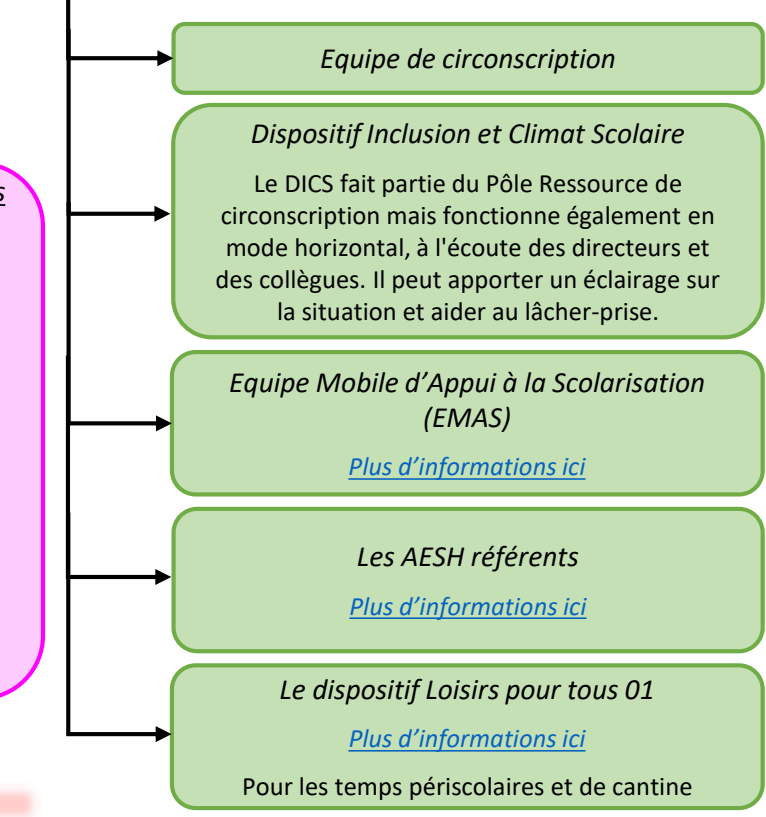 Equipe de circonscription
Dispositif Inclusion et Climat Scolaire
Le DICS fait partie du Pôle Ressource de
circonscription mais fonctionne également en
mode horizontal, à l'écoute des directeurs et
des collègues. Il peut apporter un éclairage sur
la situation et aider au lâcher-prise.
Equipe Mobile d’Appui à la Scolarisation
(EMAS)
Plus d’informations ici
Les AESH référents
Plus d’informations ici
Le dispositif Loisirs pour tous 01
Plus d’informations ici
Pour les temps périscolaires et de cantine